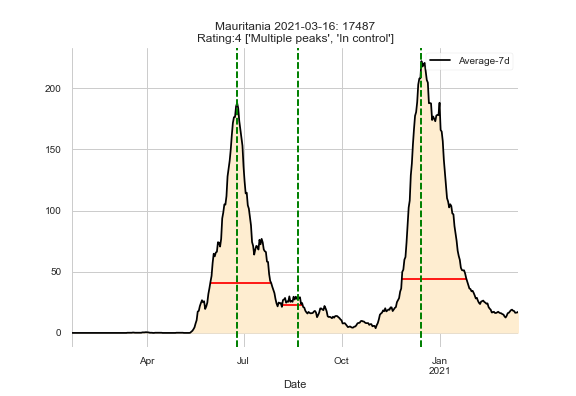 Mauritania 2021-03-16: 17487
Rating:4 ['Multiple peaks', 'In control']
Average-7d
200
150
100
50
0
Apr
Jul
Oct
Jan
2021
Date